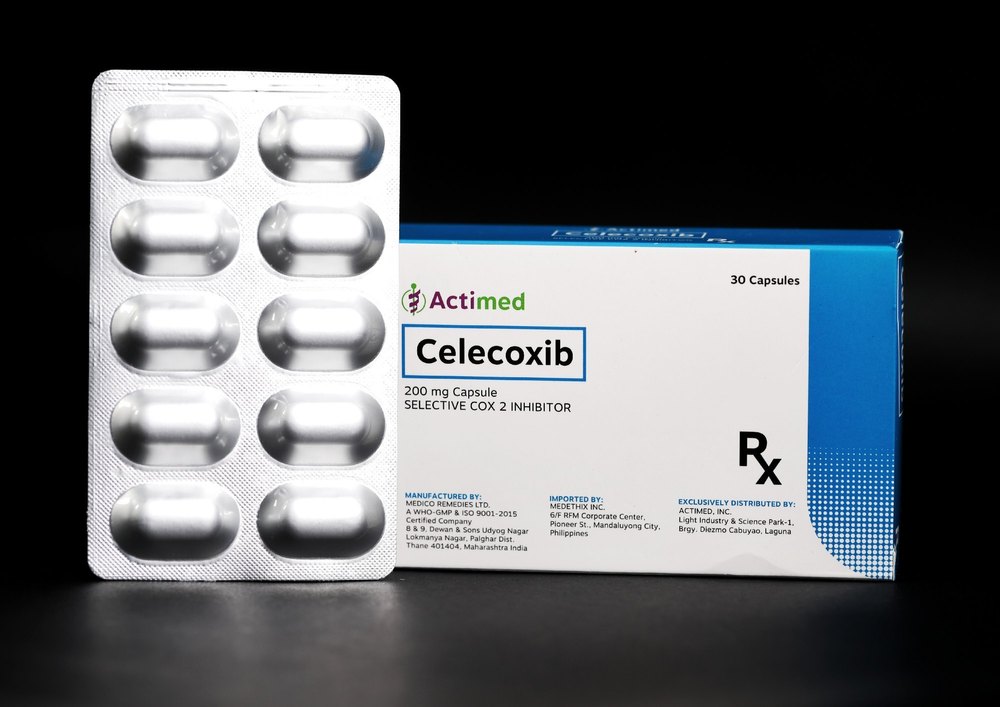 Actimed
Celecoxib
Rx
30 Capsules
Actimed
Celecoxib
200 mg Capsule
SELECTIVE COX 2 INHIBITOR
Rx
MANUFACTURED BY:
MEDICO REMEDIES LTD.
A WHO-GMP & ISO 9001-2015
Certified Company
8 & 9, Dewan & Sons Udyog Nagar
Lokmanya Nagar, Palghar Dist.
Thane 401404, Maharashtra India
IMPORTED BY:
MEDETHIX INC.
6/F RFM Corporate Center,
Pioneer St., Mandaluyong City,
Philippines
EXCLUSIVELY DISTRIBUTED BY:
ACTIMED, INC.
Light Industry & Science Park-1,
Brgy. Diezmo Cabuyao, Laguna